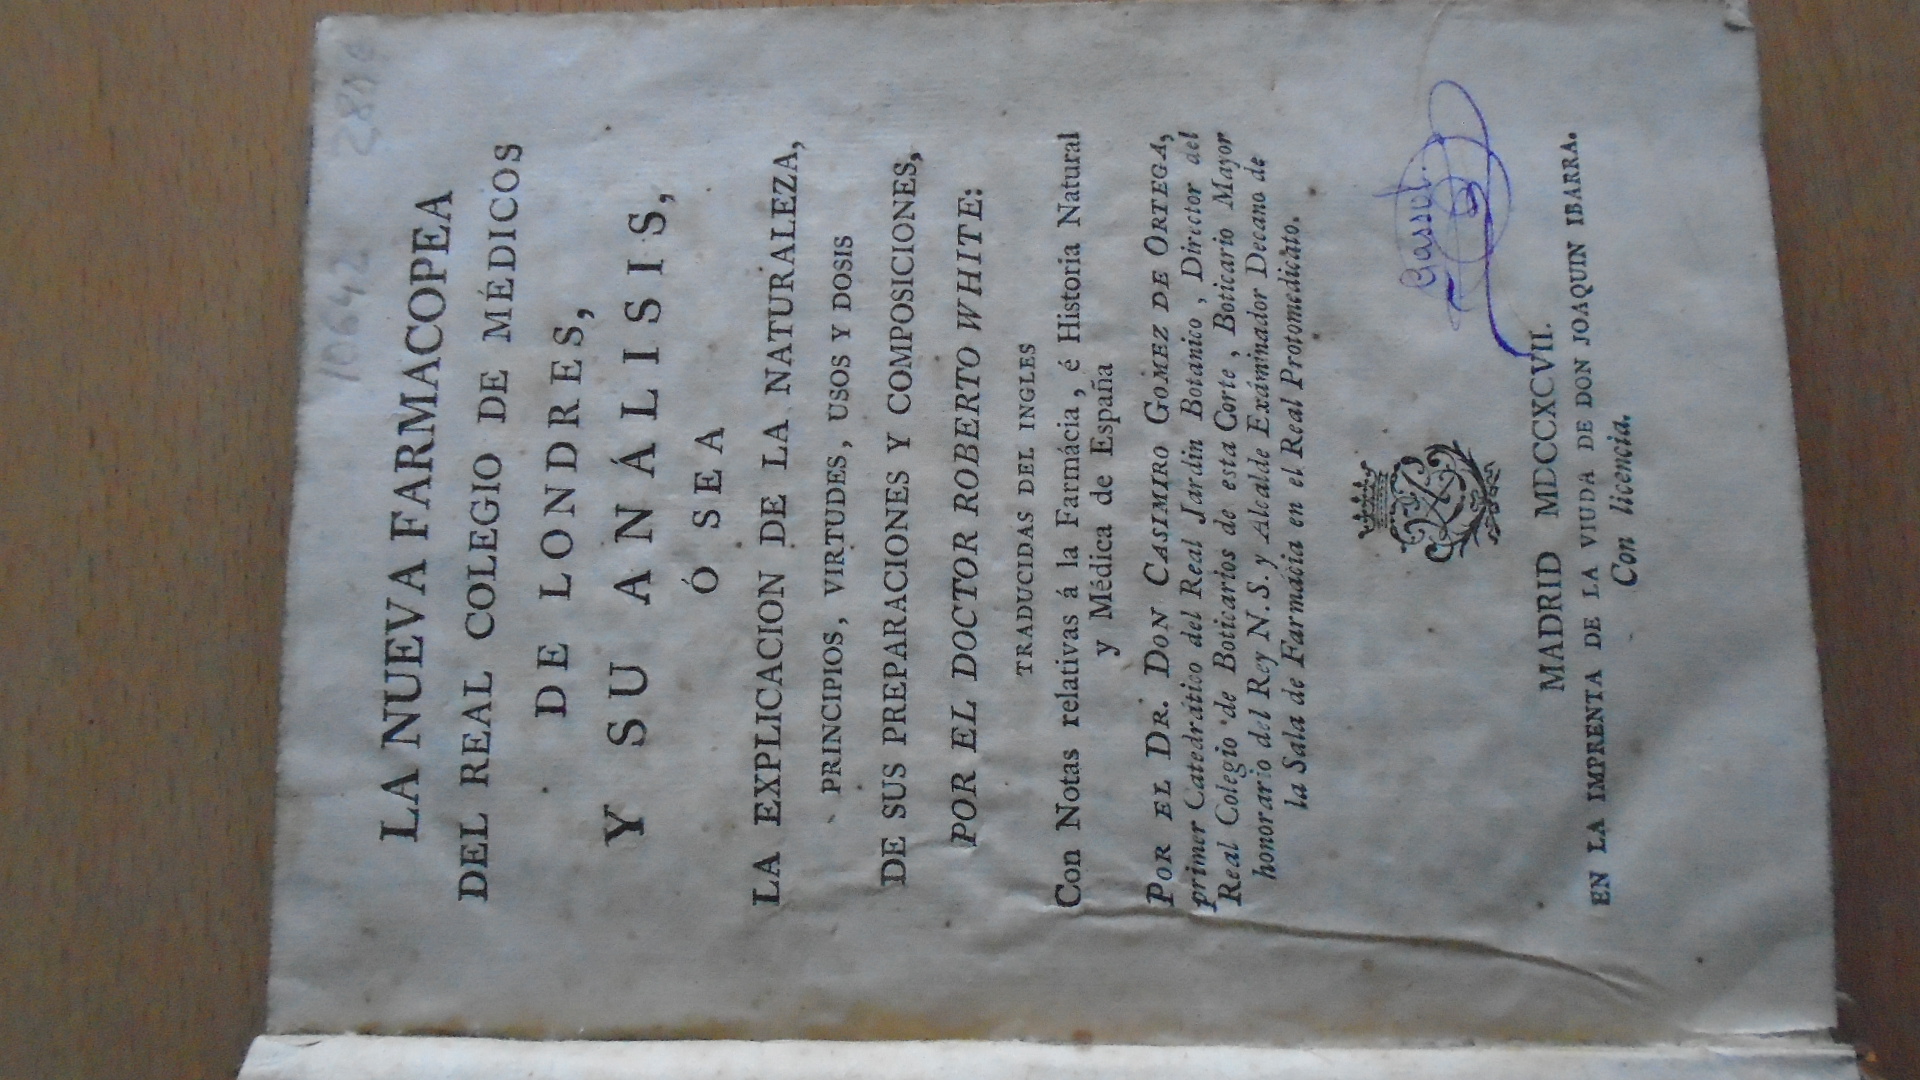 10642 2806
LA NUEVA FARMACOPEA
DEL REAL COLEGIO DE MÉDICOS
DE LONDRES,
Y SU ANÁLISIS,
Ó SEA
LA EXPLICACION DE LA NATURALEZA,
PRINCIPIOS, VIRTUDES, USOS Y DOSIS
DE SUS PREPARACIONES Y COMPOSICIONES,
POR EL DOCTOR ROBERTO WHITE:
TRADUCIDAS DEL INGLES
Con Notas relativas á la Farmácia, é Historia Natural
y Médica de España
POR EL DR. DON CASIMIRO GOMEZ DE ORTEGA,
primer Catedrático del Real Jardin Botánico, Director del
Real Colegio de Boticarios de esta Corte, Boticario Mayor
honorario del Rey N. S. y Alcalde Exáminador Decano de
la Sala de Farmácia en el Real Protomedicato.
MADRID MDCCXCVII.
EN LA IMPRENTA DE LA VIUDA DE DON JOAQUIN IBARRA.
Con licencia.